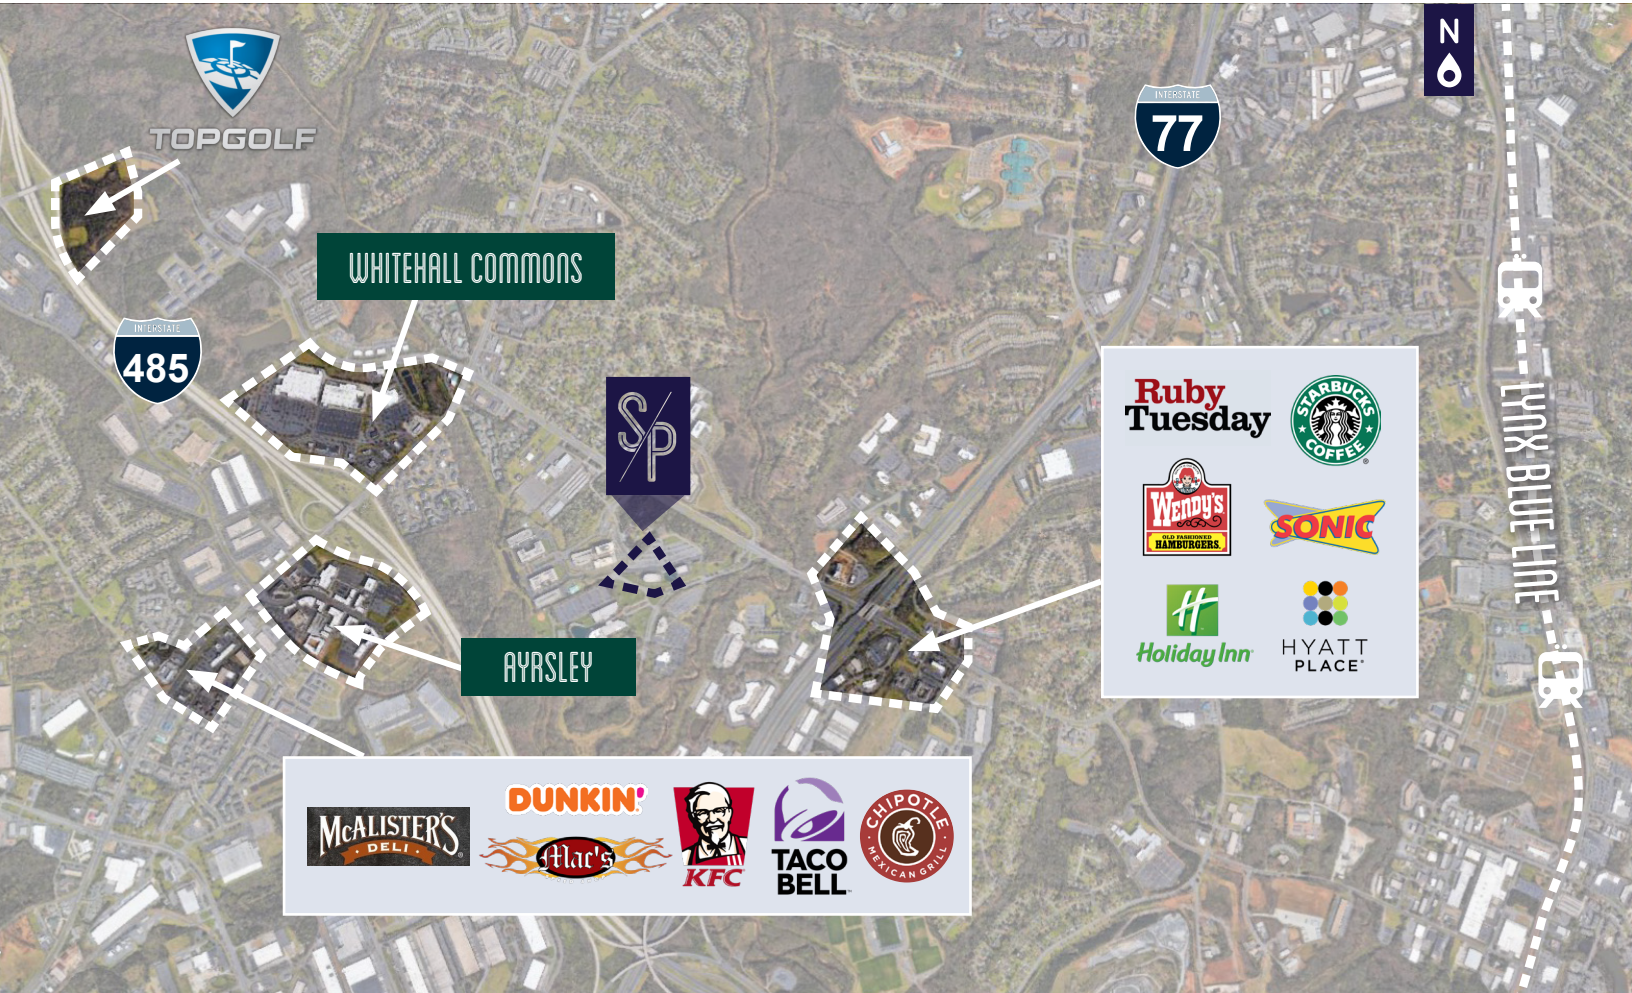 N
TOPGOLF
INTERSTATE
77
WHITEHALL COMMONS
INTERSTATE
485
S/P
LYNX BLUE LINE
Ruby
Tuesday
STARBUCKS
COFFEE
WENDY'S
OLD FASHIONED
HAMBURGERS.
SONIC
H
Holiday Inn
HYATT
PLACE
AYRSLEY
McALISTER'S
DELI
DUNKIN'
Mac's
KFC
TACO
BELL
CHIPOTLE
MEXICAN GRILL